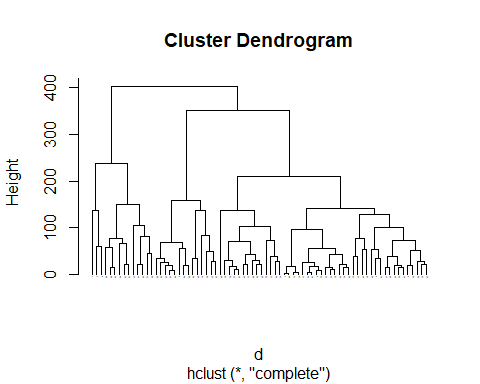 Cluster Dendrogram
Height
400
300
200
100
0
d
hclust (*, "complete")